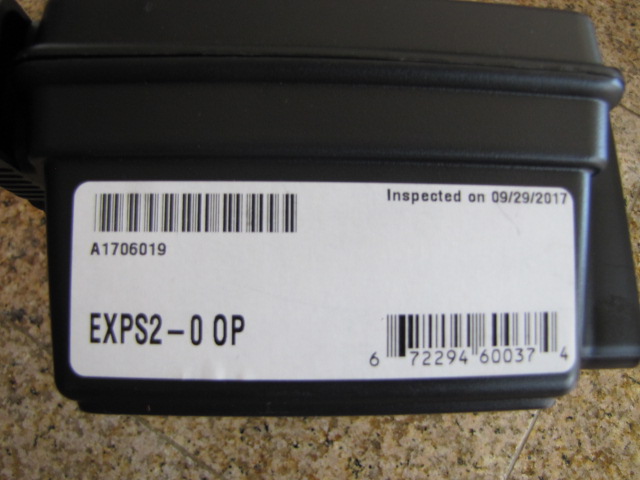 Inspected on 09/29/2017
A1706019
EXPS2-0 OP
6 72294 60037 4